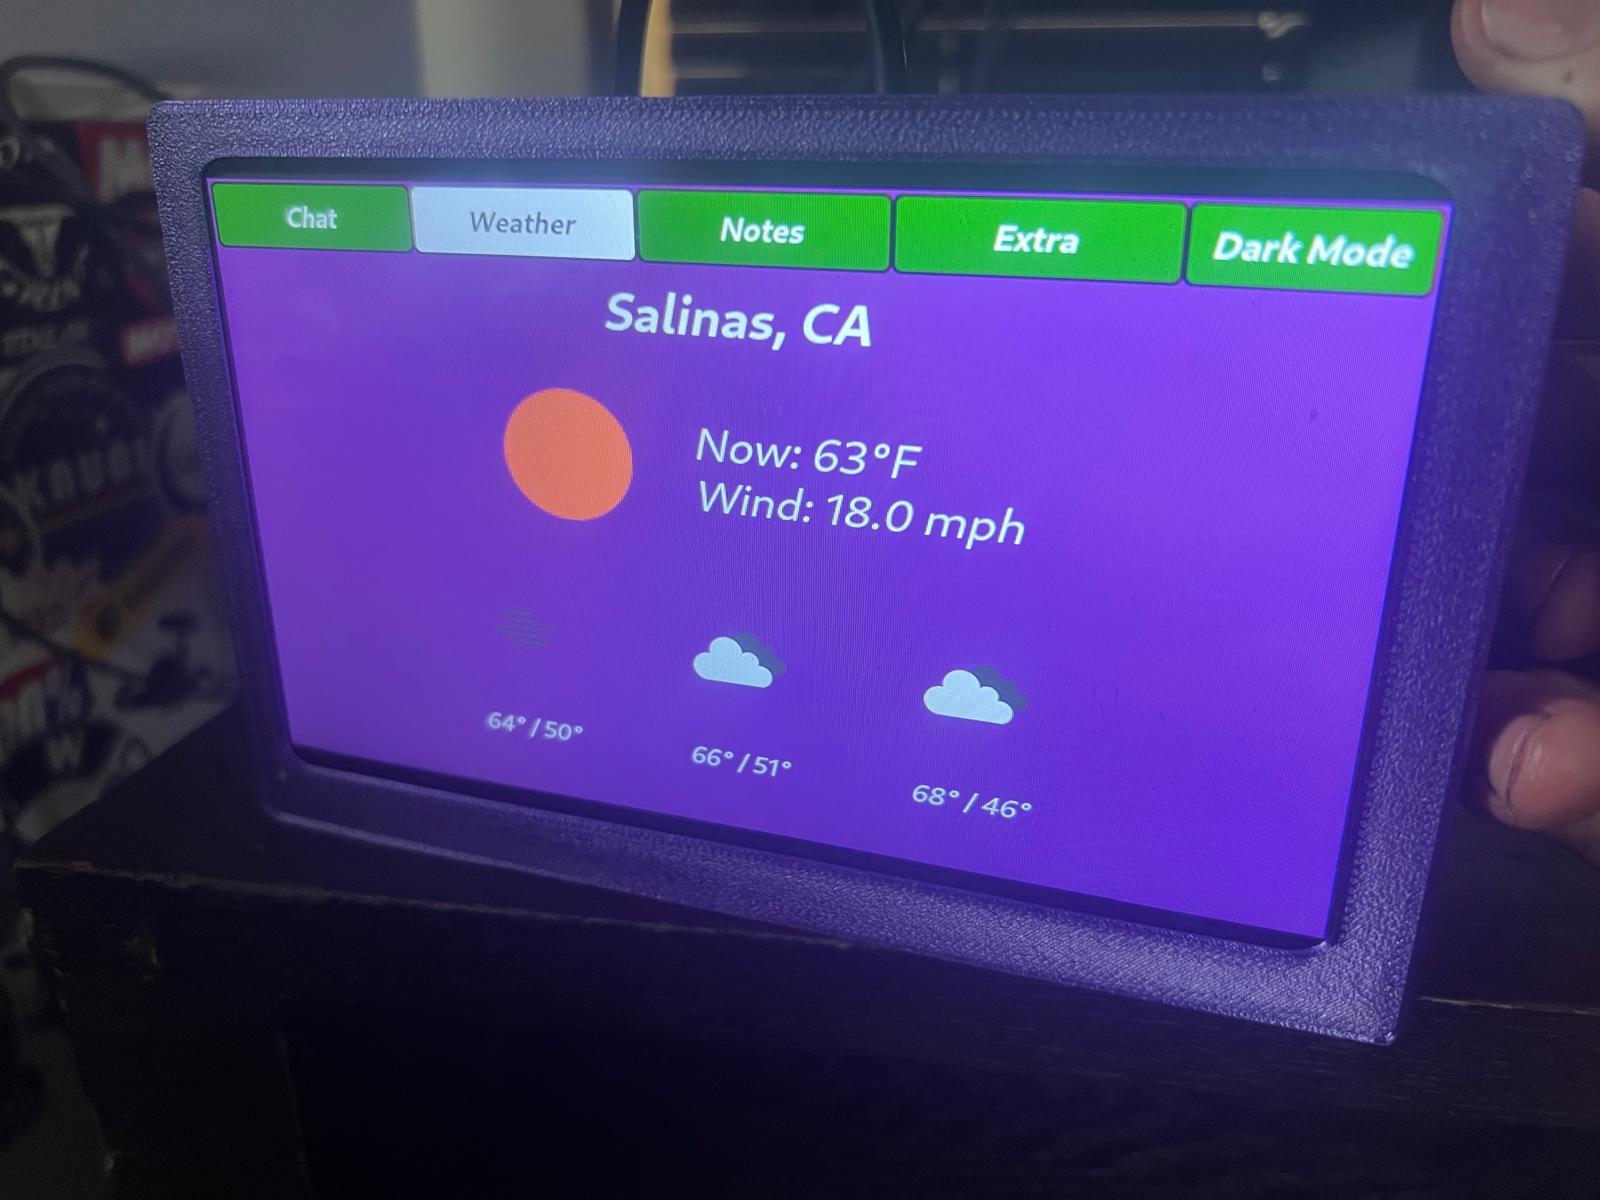 Chat Weather Notes Extra Dark Mode
Salinas, CA
Now: 63°F
Wind: 18.0 mph
64° / 50° 66° / 51° 68° / 46°
KAVAI